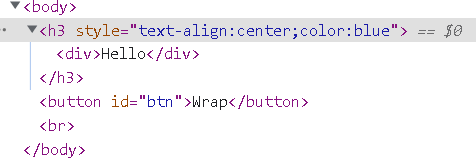 <body>
<h3 style="text-align:center;color:blue"> == $0
<div>Hello</div>
</h3>
<button id="btn">Wrap</button>
<br>
</body>